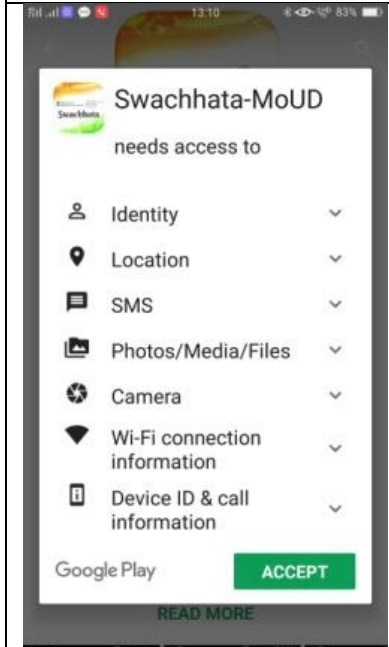 13:10
83%
Swachhata-MoUD
Swachhata
needs access to
Identity
Location
SMS
Photos/Media/Files
Camera
Wi-Fi connection
information
Device ID & call
information
Google Play
ACCEPT
READ MORE